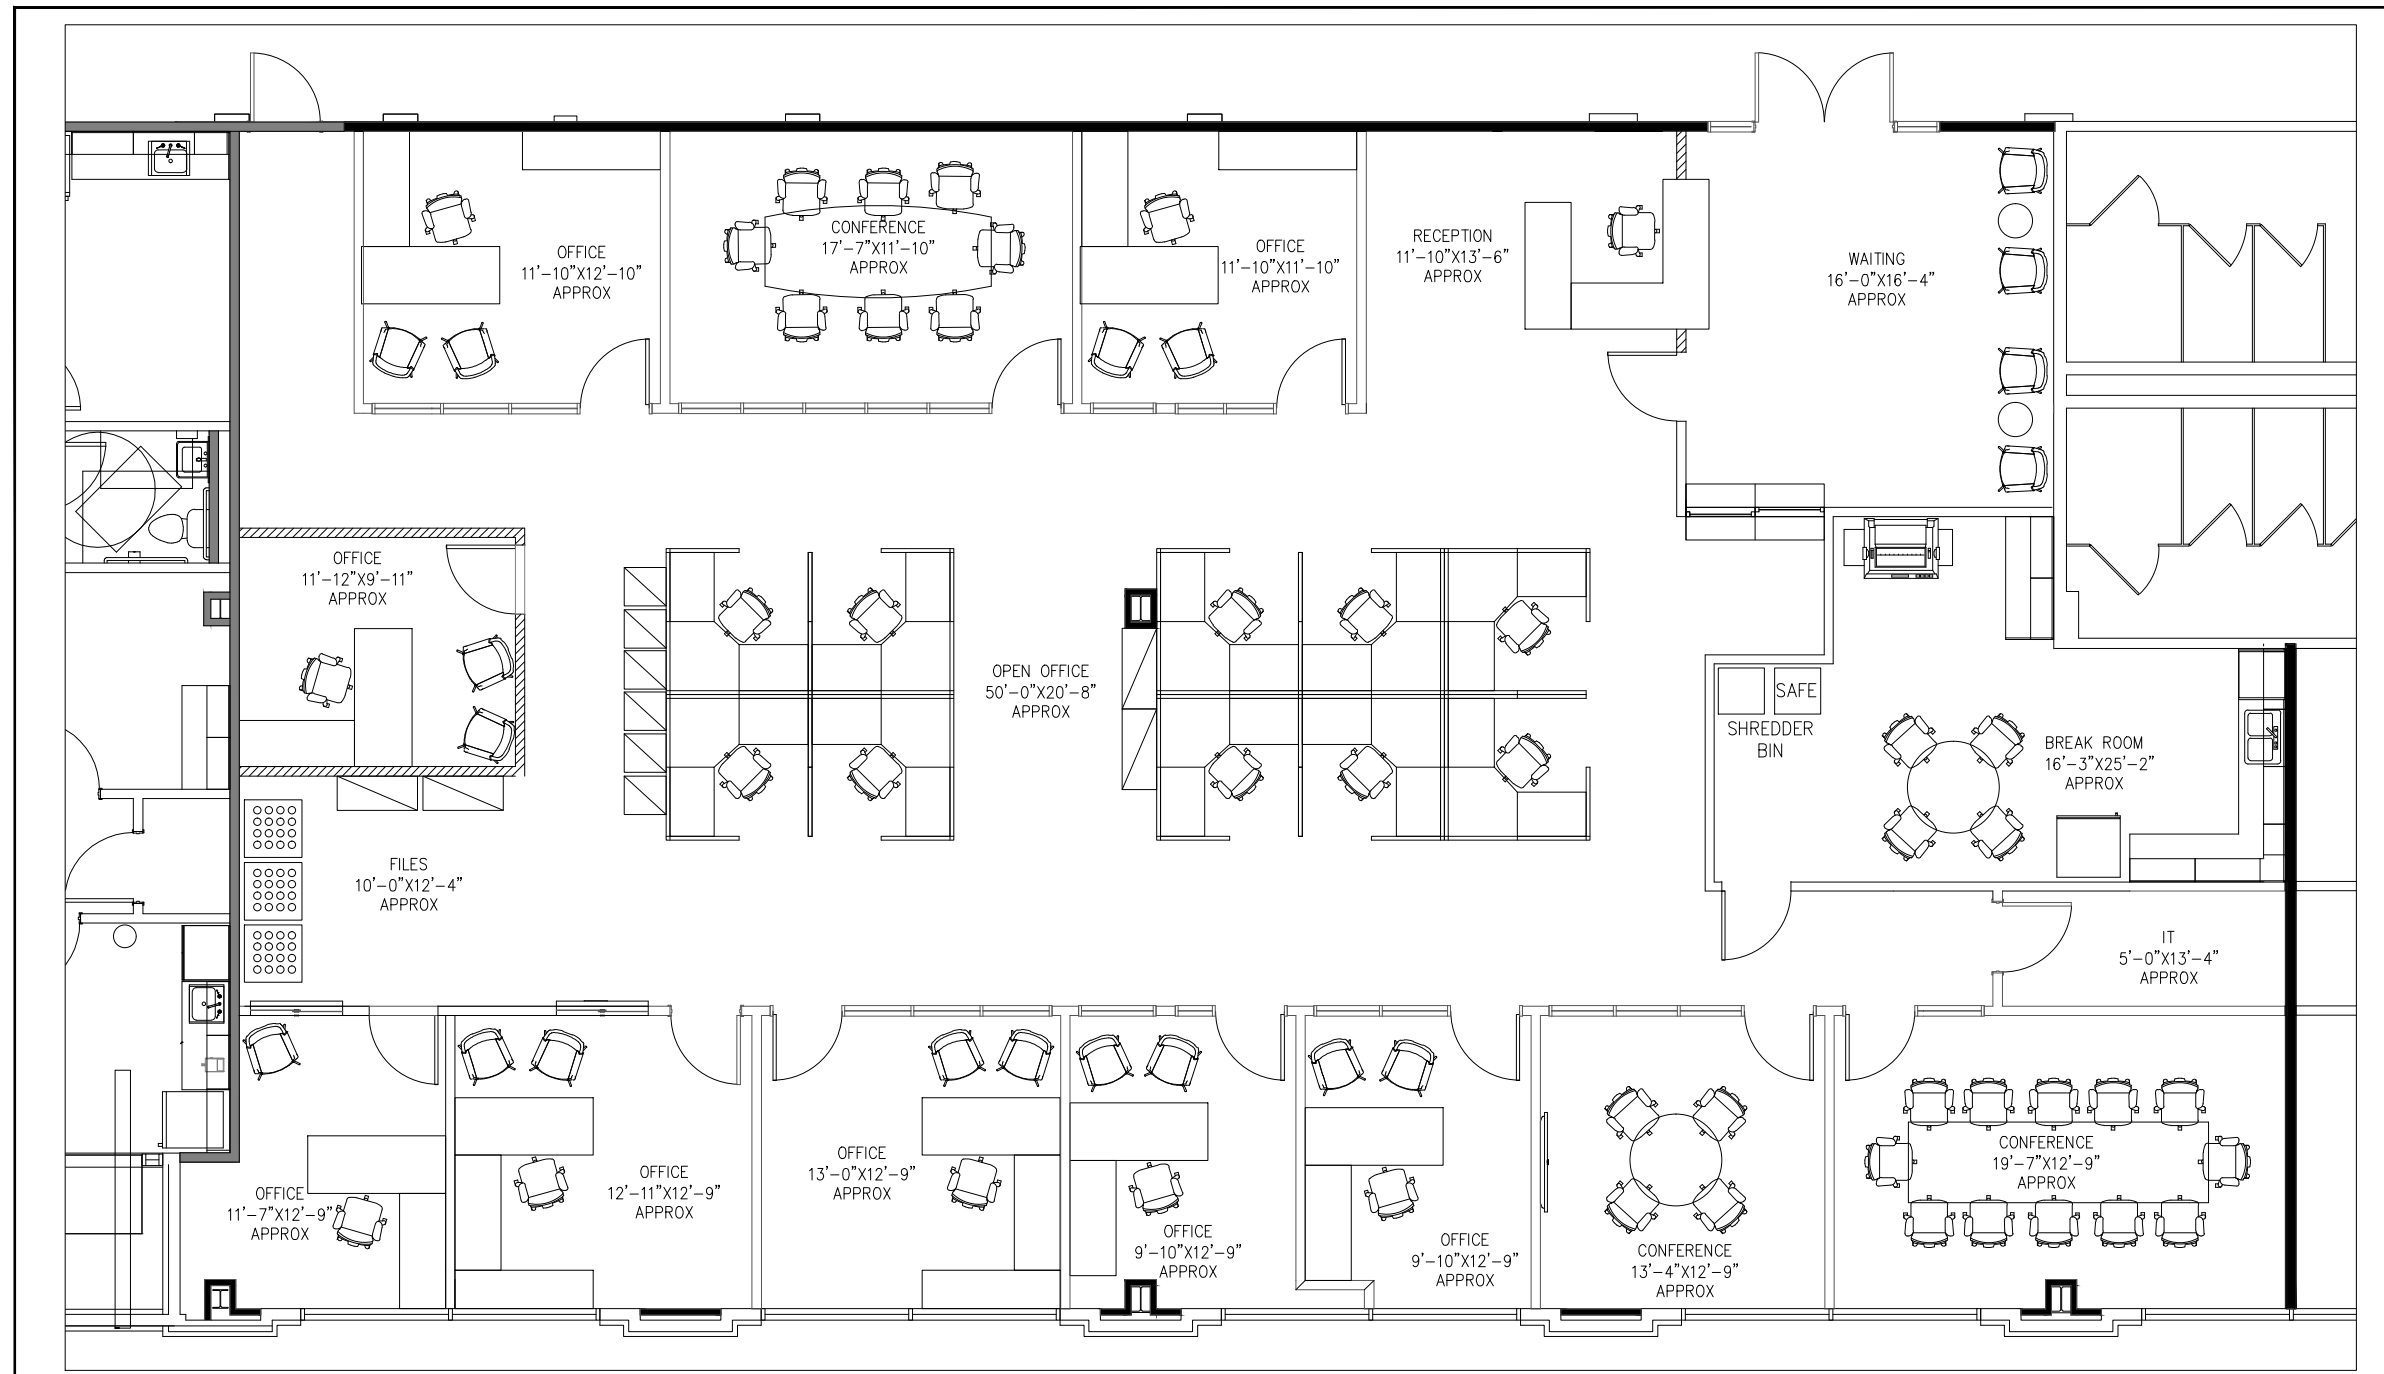 OFFICE
11'-10"X12'-10"
APPROX
CONFERENCE
17'-7"X11'-10"
APPROX
OFFICE
11'-10"X11'-10"
APPROX
RECEPTION
11'-10"X13'-6"
APPROX
WAITING
16'-0"X16'-4"
APPROX
OFFICE
11'-12"X9'-11"
APPROX
OPEN OFFICE
50'-0"X20'-8"
APPROX
SAFE
SHREDDER
BIN
BREAK ROOM
16'-3"X25'-2"
APPROX
FILES
10'-0"X12'-4"
APPROX
IT
5'-0"X13'-4"
APPROX
OFFICE
11'-7"X12'-9"
APPROX
OFFICE
12'-11"X12'-9"
APPROX
OFFICE
13'-0"X12'-9"
APPROX
OFFICE
9'-10"X12'-9"
APPROX
OFFICE
9'-10"X12'-9"
APPROX
CONFERENCE
13'-4"X12'-9"
APPROX
CONFERENCE
19'-7"X12'-9"
APPROX